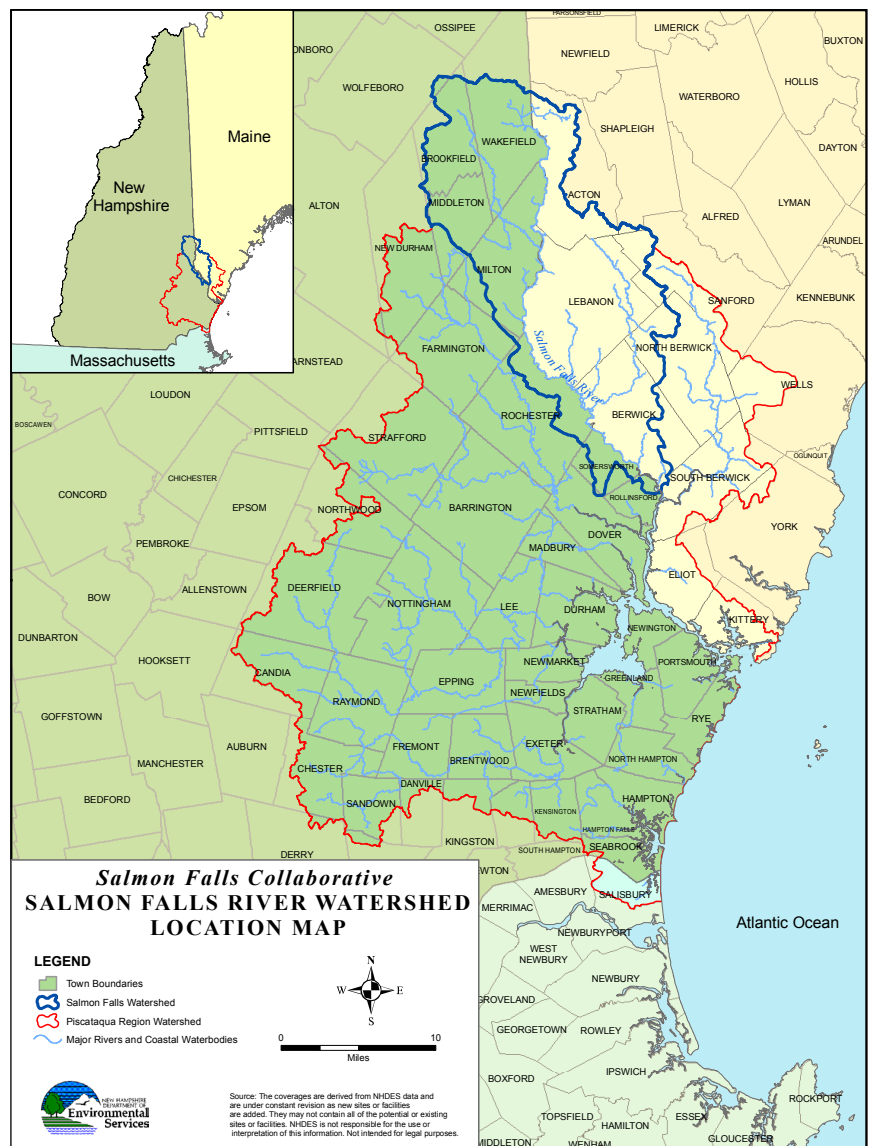 Maine
New
Hampshire
Massachusetts
OSSIPEE
PARSONSFIELD
LIMERICK
BUXTON
ONBORO
NEWFIELD
HOLLIS
WOLFEBORO
WATERBORO
SHAPLEIGH
DAYTON
WAKEFIELD
BROOKFIELD
ACTON
LYMAN
MIDDLETON
ALTON
ALFRED
ARUNDEL
NEW DURHAM
MILTON
SANFORD
KENNEBUNK
LEBANON
FARMINGTON
Salmon Falls River
NORTH BERWICK
ARNSTEAD
WELLS
LOUDON
ROCHESTER
BERWICK
BOSCAWEN
PITTSFIELD
STRAFFORD
OGUNQUIT
CHICHESTER
SOMERSWORTH
SOUTH BERWICK
CONCORD
EPSOM
NORTHWOOD
BARRINGTON
ROLLINSFORD
YORK
PEMBROKE
MADBURY
DOVER
ELIOT
BOW
ALLENSTOWN
DEERFIELD
NOTTINGHAM
LEE
DURHAM
KITTERY
DUNBARTON
NEWINGTON
HOOKSETT
CANDIA
NEWMARKET
PORTSMOUTH
EPPING
GREENLAND
NEWFIELDS
GOFFSTOWN
RAYMOND
STRATHAM
RYE
AUBURN
FREMONT
EXETER
MANCHESTER
CHESTER
BRENTWOOD
NORTH HAMPTON
BEDFORD
DANVILLE
SANDOWN
HAMPTON
KENSINGTON
HAMPTON FALLS
KINGSTON
SEABROOK
DERRY
SOUTH HAMPTON
WTON
AMESBURY
SALISBURY
MERRIMAC
Atlantic Ocean
NEWBURYPORT
WEST
NEWBURY
NEWBURY
GROVELAND
GEORGETOWN
ROWLEY
BOXFORD
IPSWICH
ROCKPORT
TOPSFIELD
ESSEX
HAMILTON
GLOUCESTER
MIDDLETON
WENHAM
Salmon Falls Collaborative
SALMON FALLS RIVER WATERSHED
LOCATION MAP
LEGEND
Town Boundaries
Salmon Falls Watershed
Piscataqua Region Watershed
Major Rivers and Coastal Waterbodies
N
W E
S
0 10
Miles
NEW HAMPSHIRE
DEPARTMENT OF
Environmental
Services
Source: The coverages are derived from NHDES data and
are under constant revision as new sites or facilities
are added. They may not contain all of the potential or existing
sites or facilities. NHDES is not responsible for the use or
interpretation of this information. Not intended for legal purposes.